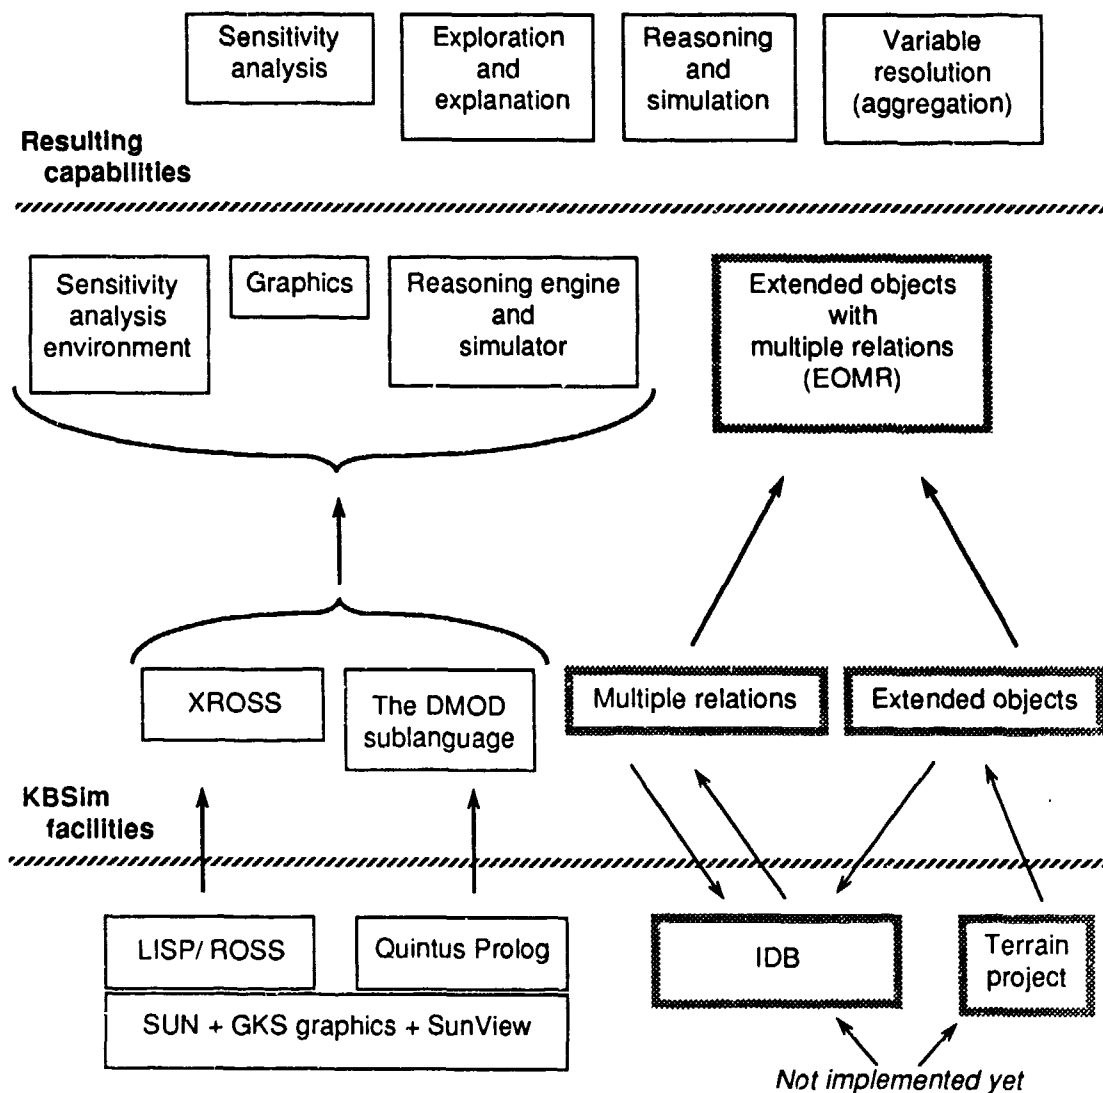 Sensitivity
analysis
Exploration
and
explanation
Reasoning
and
simulation
Variable
resolution
(aggregation)
Resulting
capabilities
Sensitivity
analysis
environment
Graphics
Reasoning engine
and
simulator
Extended objects
with
multiple relations
(EOMR)
XROSS
The DMOD
sublanguage
Multiple relations
Extended objects
KBSim
facilities
LISP/ ROSS
Quintus Prolog
IDB
Terrain
project
SUN + GKS graphics + SunView
Not implemented yet